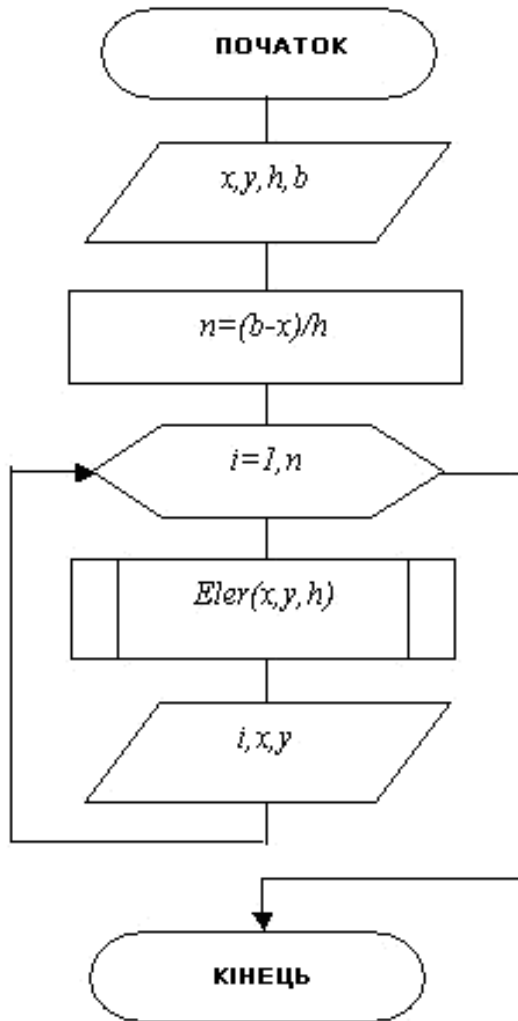 ПОЧАТОК
x,y,h,b
n=(b-x)/h
i=1,n
Eler(x,y,h)
i,x,y
КІНЕЦЬ